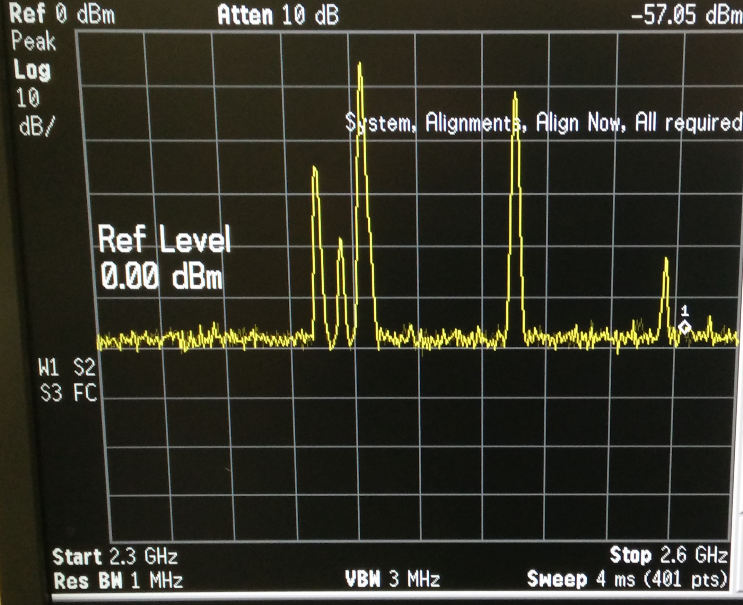 Ref 0 dBm Atten 10 dB -57.05 dBm
Peak
Log
10
dB/
System, Alignments, Align Now, All required
Ref Level
0.00 dBm
1
W1 S2
S3 FC
Start 2.3 GHz Stop 2.6 GHz
Res BW 1 MHz VBW 3 MHz Sweep 4 ms (401 pts)